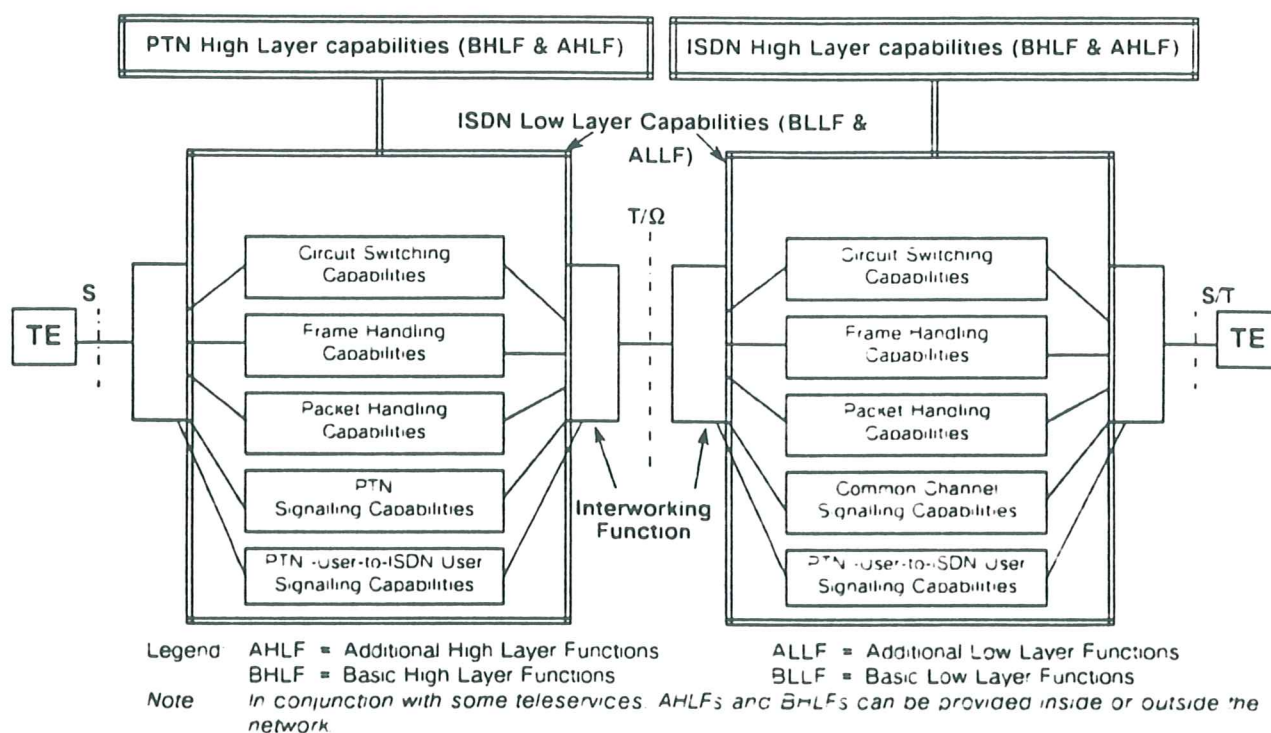 PTN High Layer capabilities (BHLF & AHLF)
ISDN High Layer capabilities (BHLF & AHLF)
ISDN Low Layer Capabilities (BLLF &
ALLF)
T/Ω
S
TE
Circuit Switching
Capabilities
Frame Handling
Capabilities
Packet Handling
Capabilities
PTN
Signalling Capabilities
PTN -user-to-ISDN User
Signalling Capabilities
Interworking
Function
Circuit Switching
Capabilities
Frame Handling
Capabilities
Packet Handling
Capabilities
Common Channel
Signalling Capabilities
PTN -user-to-ISDN User
Signalling Capabilities
S/T
TE
Legend AHLF = Additional High Layer Functions
BHLF = Basic High Layer Functions
ALLF = Additional Low Layer Functions
BLLF = Basic Low Layer Functions
Note In conjunction with some teleservices. AHLFs and BHLFs can be provided inside or outside the
network